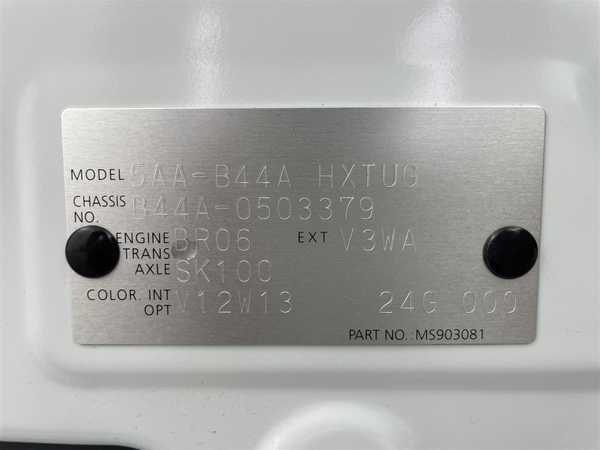 MODEL 5AA-B44A HXTUG
CHASSIS NO. B44A-0503379
ENGINE BR06 EXT V3WA
TRANS AXLE SK100
COLOR. INT OPT V12W13 24G 000
PART NO.:MS903081